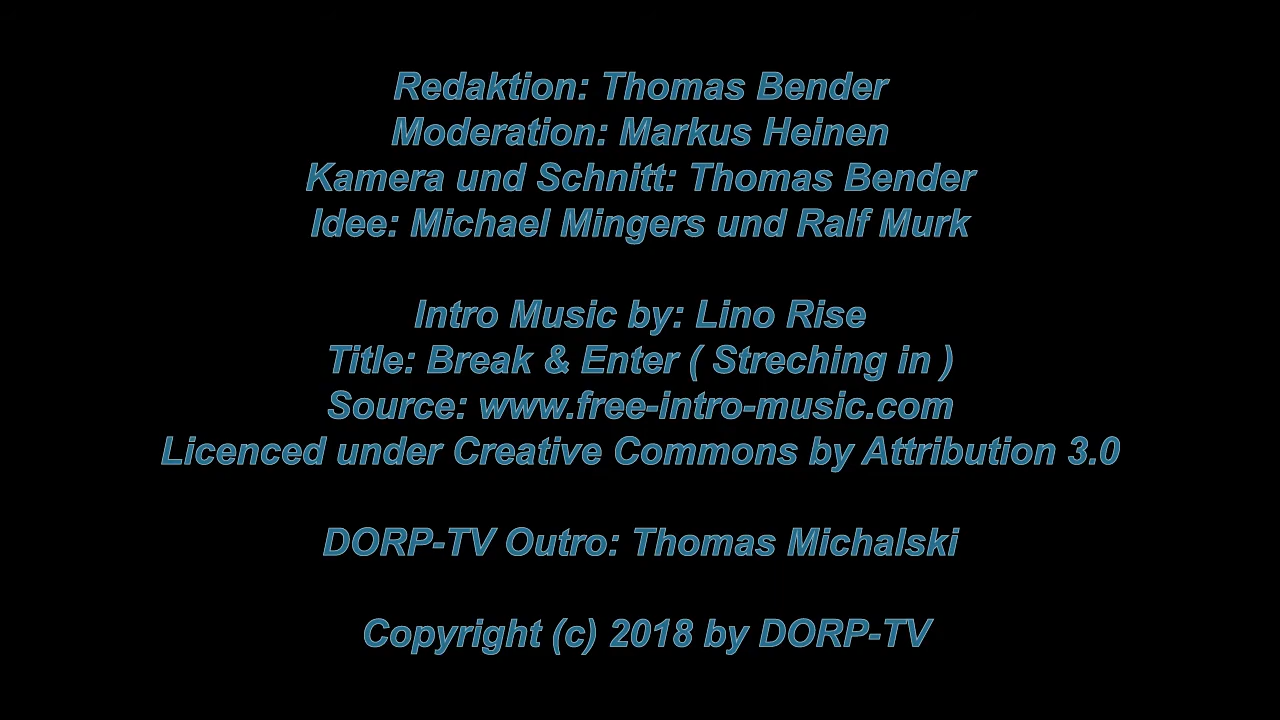 Redaktion: Thomas Bender
Moderation: Markus Heinen
Kamera und Schnitt: Thomas Bender
Idee: Michael Mingers und Ralf Murk
Intro Music by: Lino Rise
Title: Break & Enter ( Streching in )
Source: www.free-intro-music.com
Licenced under Creative Commons by Attribution 3.0
DORP-TV Outro: Thomas Michalski
Copyright (c) 2018 by DORP-TV